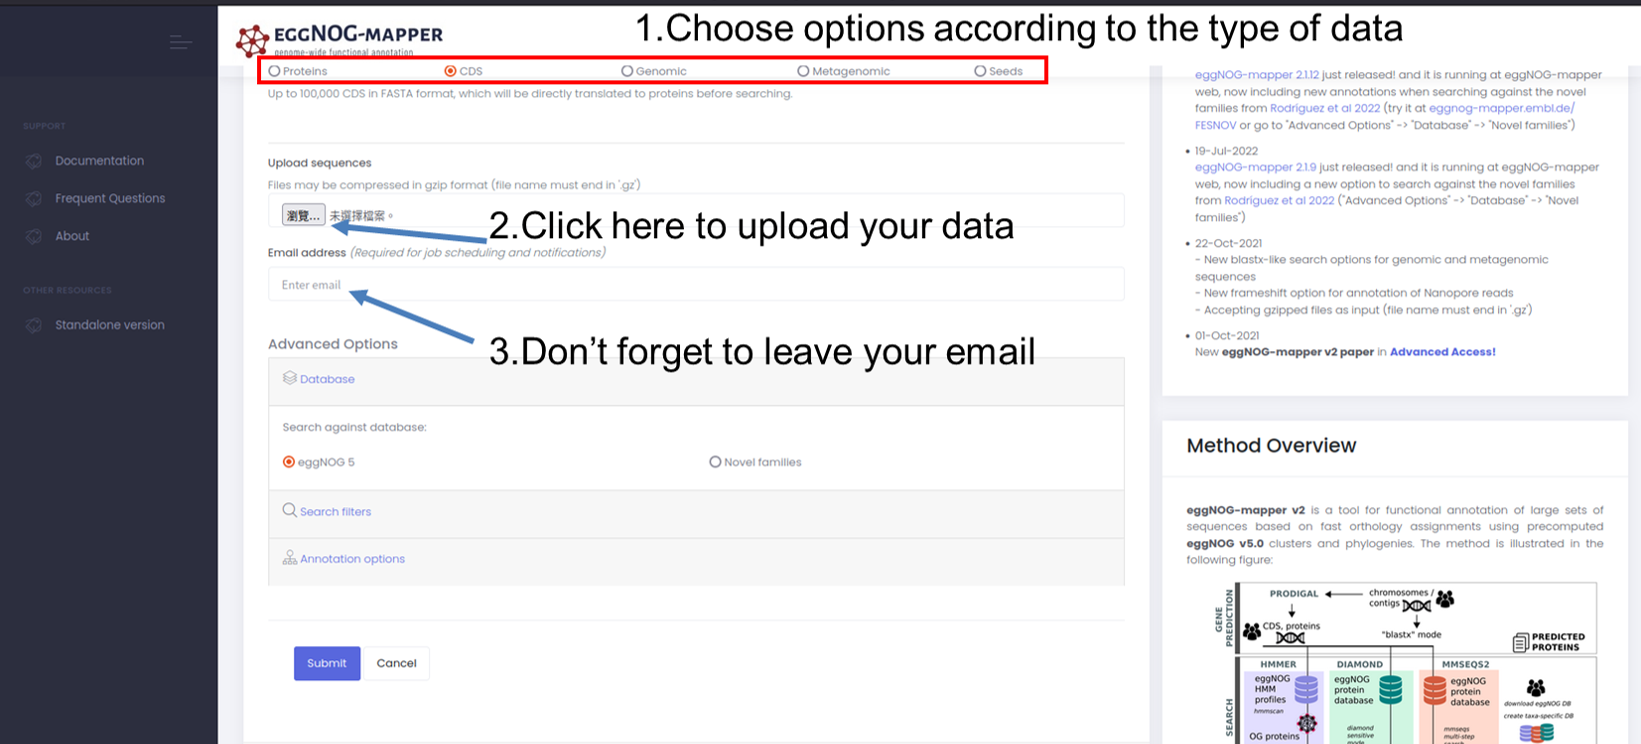 EGGNOG-MAPPER
genome-wide functional annotation
1.Choose options according to the type of data
Proteins
CDS
Genomic
Metagenomic
Seeds
Up to 100,000 CDS in FASTA format, which will be directly translated to proteins before searching.
Upload sequences
Files may be compressed in gzip format (file name must end in '.gz')
瀏覽... 未選擇檔案。
2.Click here to upload your data
Email address (Required for job scheduling and notifications)
Enter email
3.Don’t forget to leave your email
Advanced Options
Database
Search against database:
eggNOG 5
Novel families
Search filters
Annotation options
Submit
Cancel
SUPPORT
Documentation
Frequent Questions
About
OTHER RESOURCES
Standalone version
eggNOG-mapper 2.1.12 just released! and it is running at eggNOG-mapper
web, now including new annotations when searching against the novel
families from Rodríguez et al 2022 (try it at eggnog-mapper.embl.de/
FESNOV or go to "Advanced Options" -> "Database" -> "Novel families")
• 19-Jul-2022
eggNOG-mapper 2.1.9 just released! and it is running at eggNOG-mapper
web, now including a new option to search against the novel families
from Rodríguez et al 2022 ("Advanced Options" -> "Database" -> "Novel
families")
• 22-Oct-2021
- New blastx-like search options for genomic and metagenomic
sequences
- New frameshift option for annotation of Nanopore reads
- Accepting gzipped files as input (file name must end in '.gz')
• 01-Oct-2021
New eggNOG-mapper v2 paper in Advanced Access!
Method Overview
eggNOG-mapper v2 is a tool for functional annotation of large sets of
sequences based on fast orthology assignments using precomputed
eggNOG v5.0 clusters and phylogenies. The method is illustrated in the
following figure:
GENE
PREDICTION
PRODIGAL
chromosomes /
contigs
CDS, proteins
"blastx" mode
PREDICTED
PROTEINS
SEARCH
HMMER
DIAMOND
MMSEQS2
eggNOG
HMM
profiles
hmmscan
OG proteins
eggNOG
protein
database
diamond
sensitive
mode
eggNOG
protein
database
mmseqs
multi-step
download eggNOG DB
create taxa-specific DB